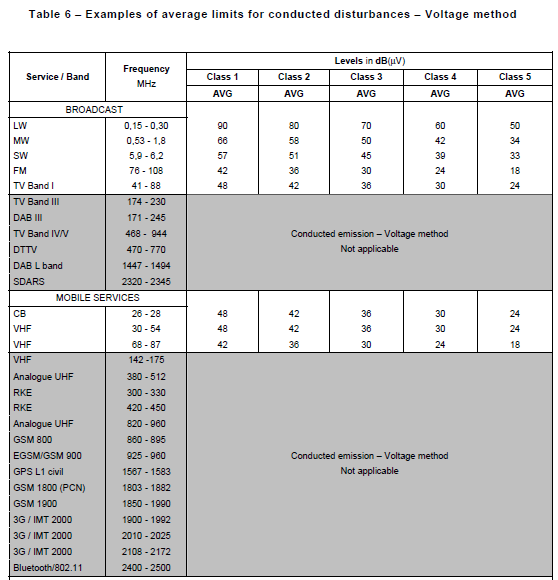 Table 6 – Examples of average limits for conducted disturbances – Voltage method
Service / Band Frequency MHz Levels in dB(μV)
Class 1 Class 2 Class 3 Class 4 Class 5
AVG AVG AVG AVG AVG
BROADCAST
LW 0,15 - 0,30 90 80 70 60 50
MW 0,53 - 1,8 66 58 50 42 34
SW 5,9 - 6,2 57 51 45 39 33
FM 76 - 108 42 36 30 24 18
TV Band I 41 - 88 48 42 36 30 24
TV Band III 174 - 230
DAB III 171 - 245
TV Band IV/V 468 - 944 Conducted emission – Voltage method
DTTV 470 - 770 Not applicable
DAB L band 1447 - 1494
SDARS 2320 - 2345
MOBILE SERVICES
CB 26 - 28 48 42 36 30 24
VHF 30 - 54 48 42 36 30 24
VHF 68 - 87 42 36 30 24 18
VHF 142 -175
Analogue UHF 380 - 512
RKE 300 - 330
RKE 420 - 450
Analogue UHF 820 - 960
GSM 800 860 - 895
EGSM/GSM 900 925 - 960 Conducted emission – Voltage method
GPS L1 civil 1567 - 1583 Not applicable
GSM 1800 (PCN) 1803 - 1882
GSM 1900 1850 - 1990
3G / IMT 2000 1900 - 1992
3G / IMT 2000 2010 - 2025
3G / IMT 2000 2108 - 2172
Bluetooth/802.11 2400 - 2500